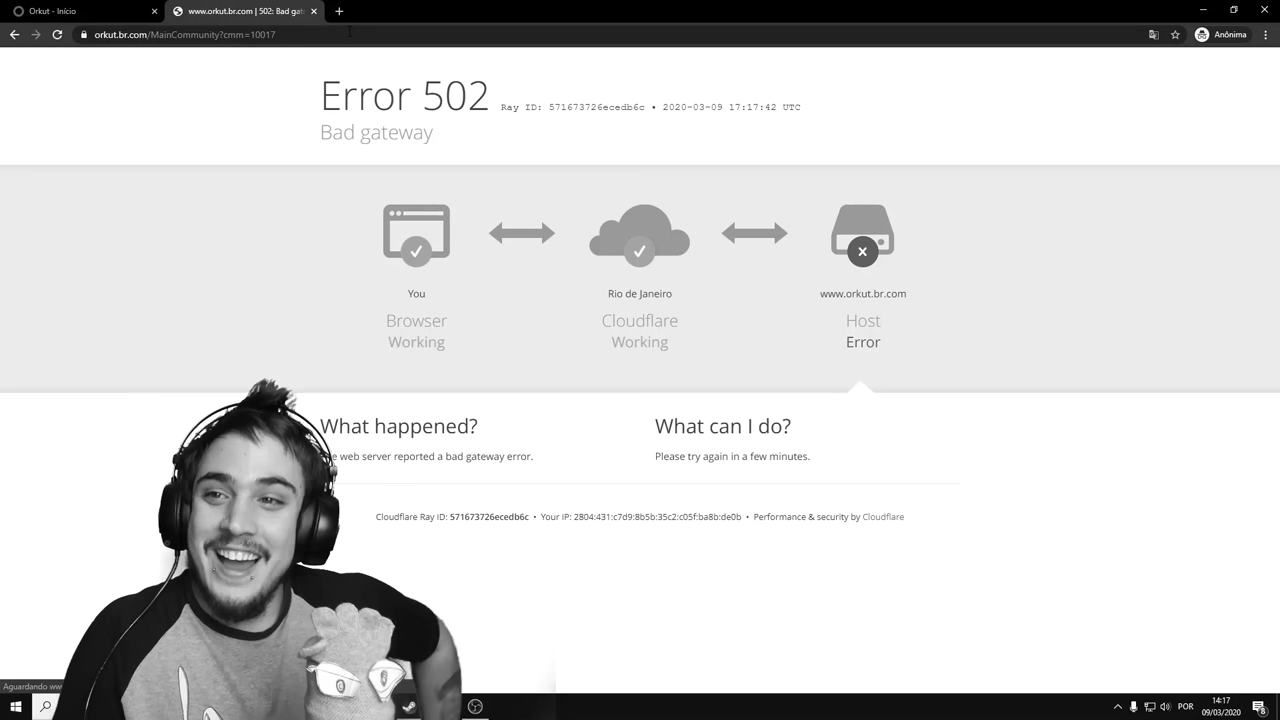 Orkut - Início
www.orkut.br.com | 502: Bad gat
orkut.br.com/MainCommunity?cmm=10017
Anônima
Error 502 Ray ID: 571673726ecedb6c • 2020-03-09 17:17:42 UTC
Bad gateway
You
Rio de Janeiro
www.orkut.br.com
Browser
Cloudflare
Host
Working
Working
Error
What happened?
What can I do?
web server reported a bad gateway error.
Please try again in a few minutes.
Cloudflare Ray ID: 571673726ecedb6c • Your IP: 2804:431:c7d9:8b5b:35c2:c05f:ba8b:de0b • Performance & security by Cloudflare
Aguardando
POR
14:17
09/03/2020
8